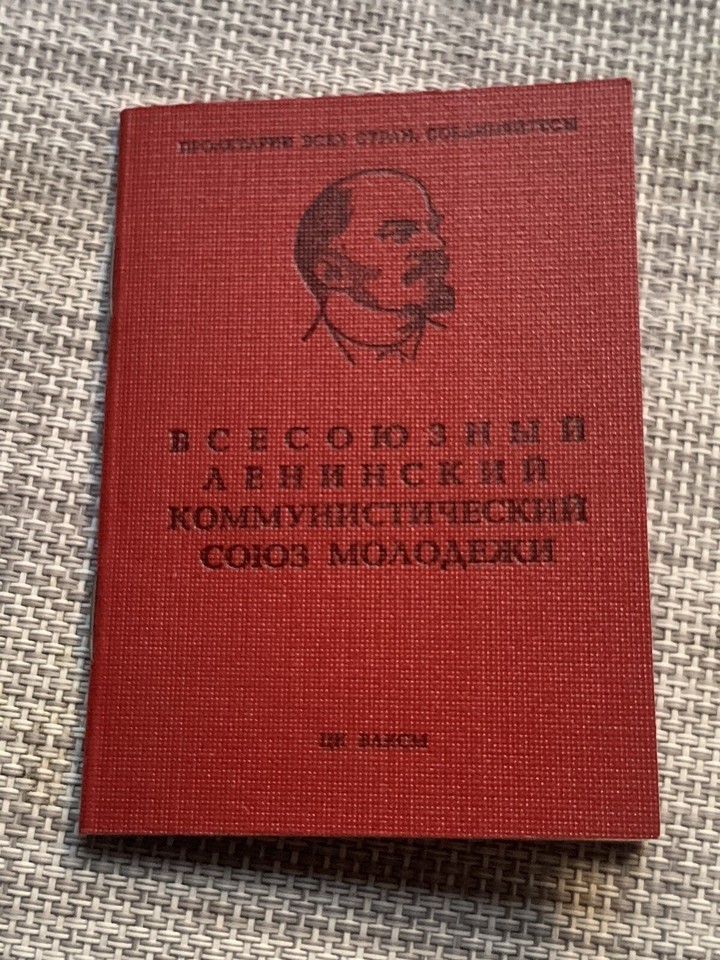 ПРОЛЕТАРИИ ВСЕХ СТРАН, СОЕДИНЯЙТЕСЬ
ВСЕСОЮЗНЫЙ
ЛЕНИНСКИЙ
КОММУНИСТИЧЕСКИЙ
СОЮЗ МОЛОДЕЖИ
ЦК ВЛКСМ